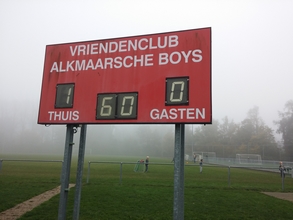 VRIENDENCLUB
ALKMAARSCHE BOYS
1 60 0
THUIS GASTEN